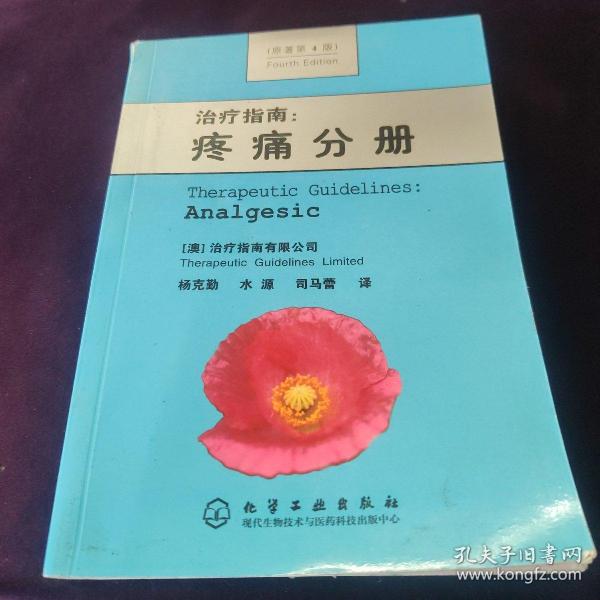 (原著第 4 版)
Fourth Edition
治疗指南:
疼痛分册
Therapeutic Guidelines:
Analgesic
[澳] 治疗指南有限公司
Therapeutic Guidelines Limited
杨克勤 水 源 司马蕾 译
化学工业出版社
现代生物技术与医药科技出版中心
孔夫子旧书网
www.kongfz.com